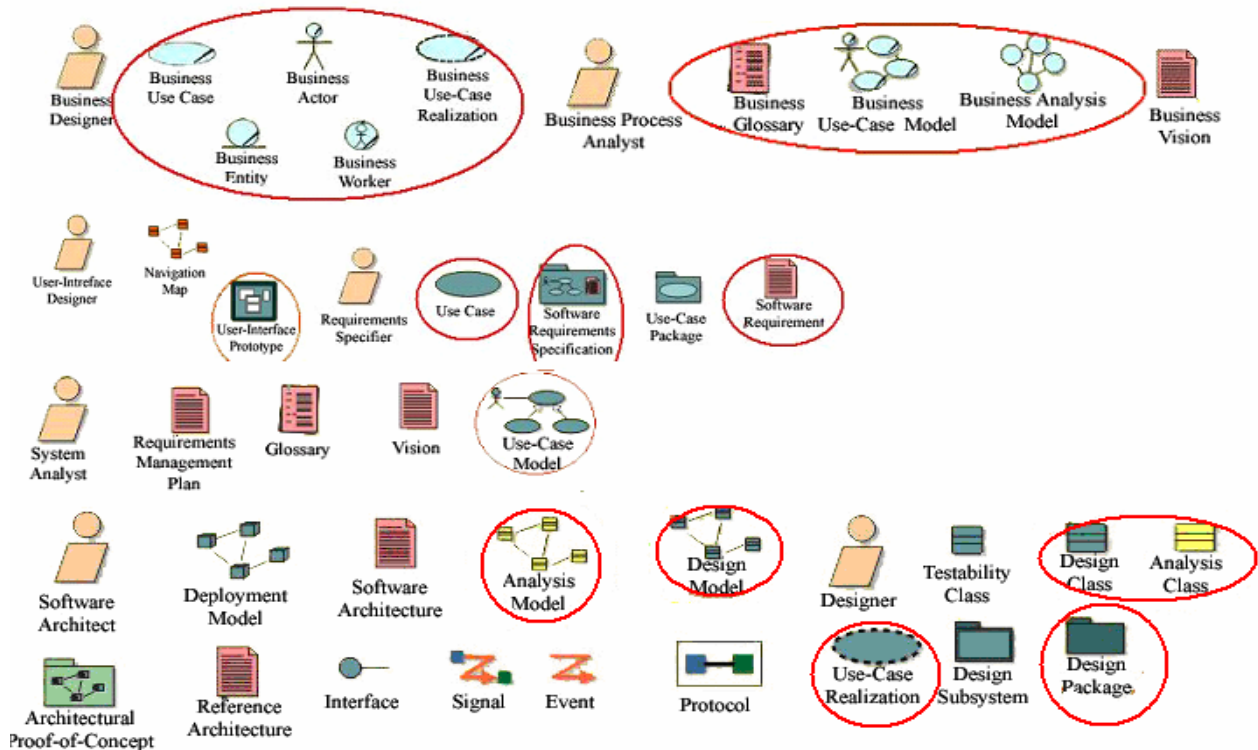 Business
Designer
Business
Use Case
Business
Actor
Business
Use-Case
Realization
Business
Entity
Business
Worker
Business Process
Analyst
Business
Glossary
Business
Use-Case Model
Business Analysis
Model
Business
Vision
User-Intreface
Designer
Navigation
Map
User-Interface
Prototype
Requirements
Specifier
Use Case
Software
Requirements
Specification
Use-Case
Package
Software
Requirement
System
Analyst
Requirements
Management
Plan
Glossary
Vision
Use-Case
Model
Software
Architect
Deployment
Model
Software
Architecture
Analysis
Model
Design
Model
Designer
Testability
Class
Design
Class
Analysis
Class
Architectural
Proof-of-Concept
Reference
Architecture
Interface
Signal
Event
Protocol
Use-Case
Realization
Design
Subsystem
Design
Package